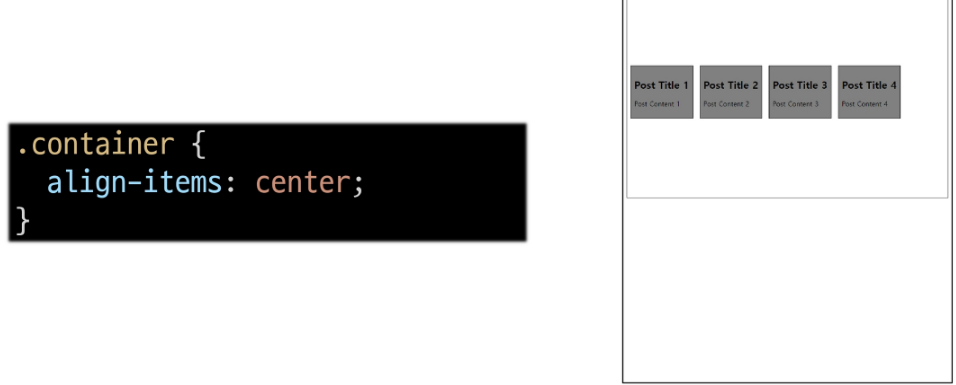 .container {
  align-items: center;
}
Post Title 1 Post Title 2 Post Title 3 Post Title 4
Post Content 1 Post Content 2 Post Content 3 Post Content 4